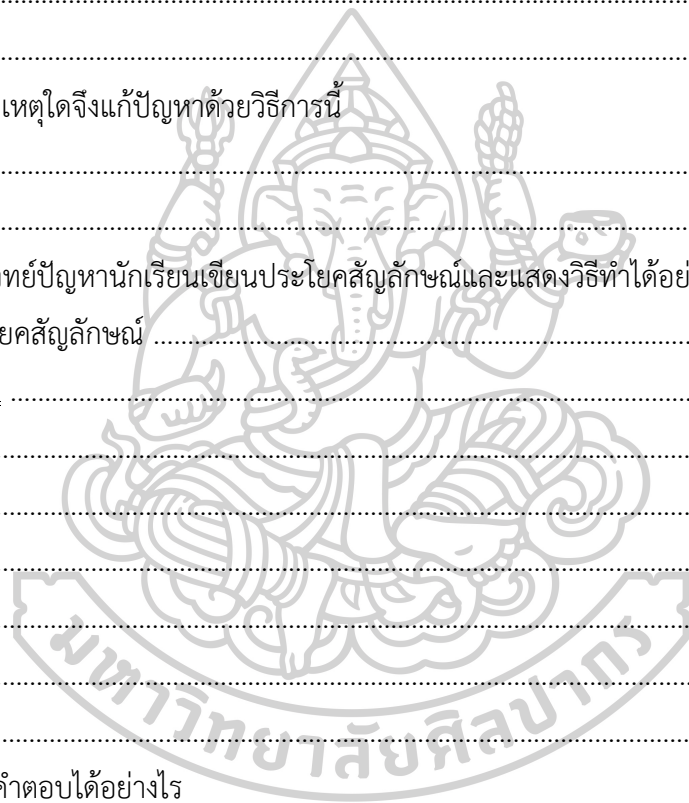 ................................................................
................................................................
เหตุใดจึงแก้ปัญหาด้วยวิธีการนี้
................................................................
................................................................
ทย์ปัญหานักเรียนเขียนประโยคสัญลักษณ์และแสดงวิธีทำได้อย่
ยคสัญลักษณ์ ................................................................
................................................................
................................................................
................................................................
................................................................
................................................................
................................................................
................................................................
มหาวิทยาลัยศิลปากร
คำตอบได้อย่างไร